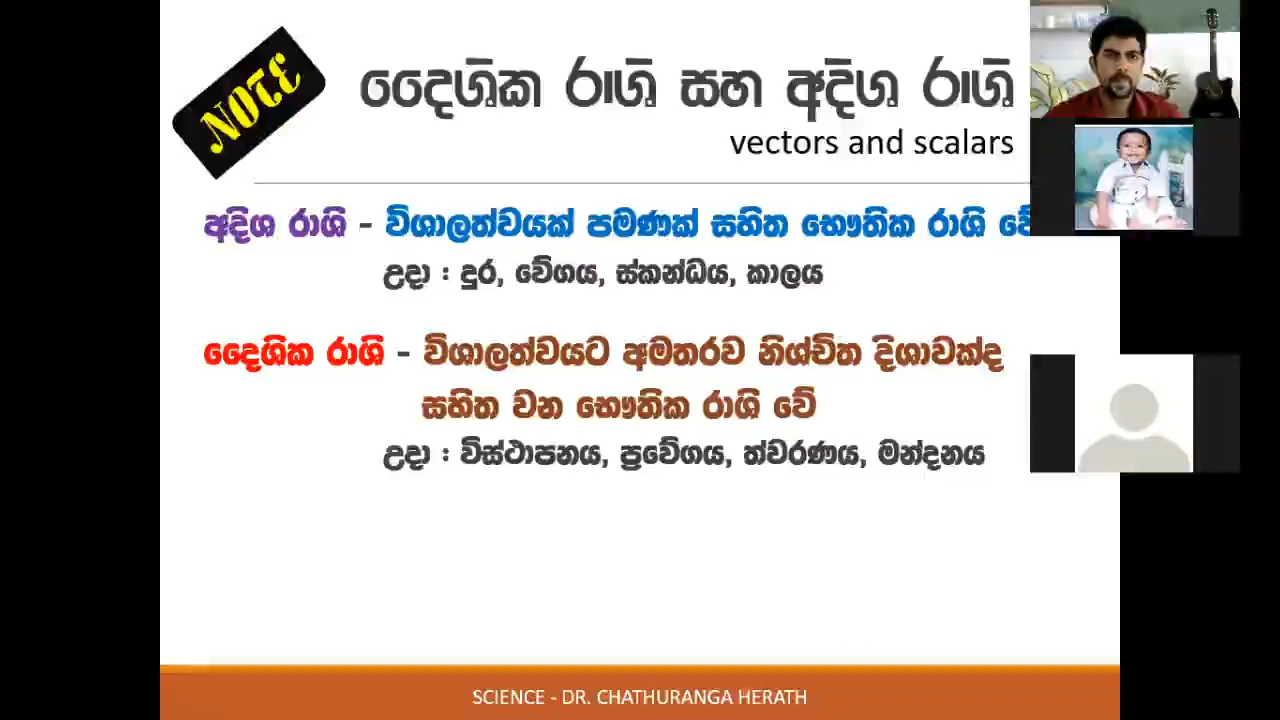 NOTE
දෛශික රාශි සහ අදිශ රාශි
vectors and scalars
අදිශ රාශි - විශාලත්වයක් පමණක් සහිත භෞතික රාශි වේ
උදා : දුර, වේගය, ස්කන්ධය, කාලය
දෛශික රාශි - විශාලත්වයට අමතරව නිශ්චිත දිශාවක්ද
සහිත වන භෞතික රාශි වේ
උදා : විස්ථාපනය, ප්‍රවේගය, ත්වරණය, මන්දනය
SCIENCE - DR. CHATHURANGA HERATH